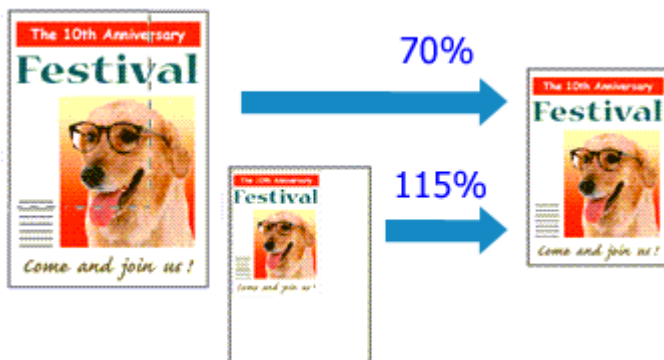 The 10th Anniversary
Festival
Come and join us!
70%
The 10th Anniversary
Festival
Come and join us!
The 10th Anniversary
Festival
Come and join us!
115%